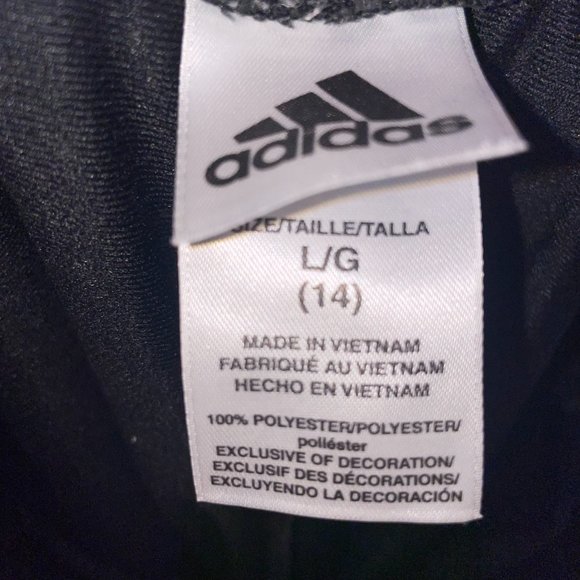 adidas
SIZE/TAILLE/TALLA
L/G
(14)
MADE IN VIETNAM
FABRIQUÉ AU VIETNAM
HECHO EN VIETNAM
100% POLYESTER/POLYESTER/
poliéster
EXCLUSIVE OF DECORATION/
EXCLUSIF DES DÉCORATIONS/
EXCLUYENDO LA DECORACIÓN